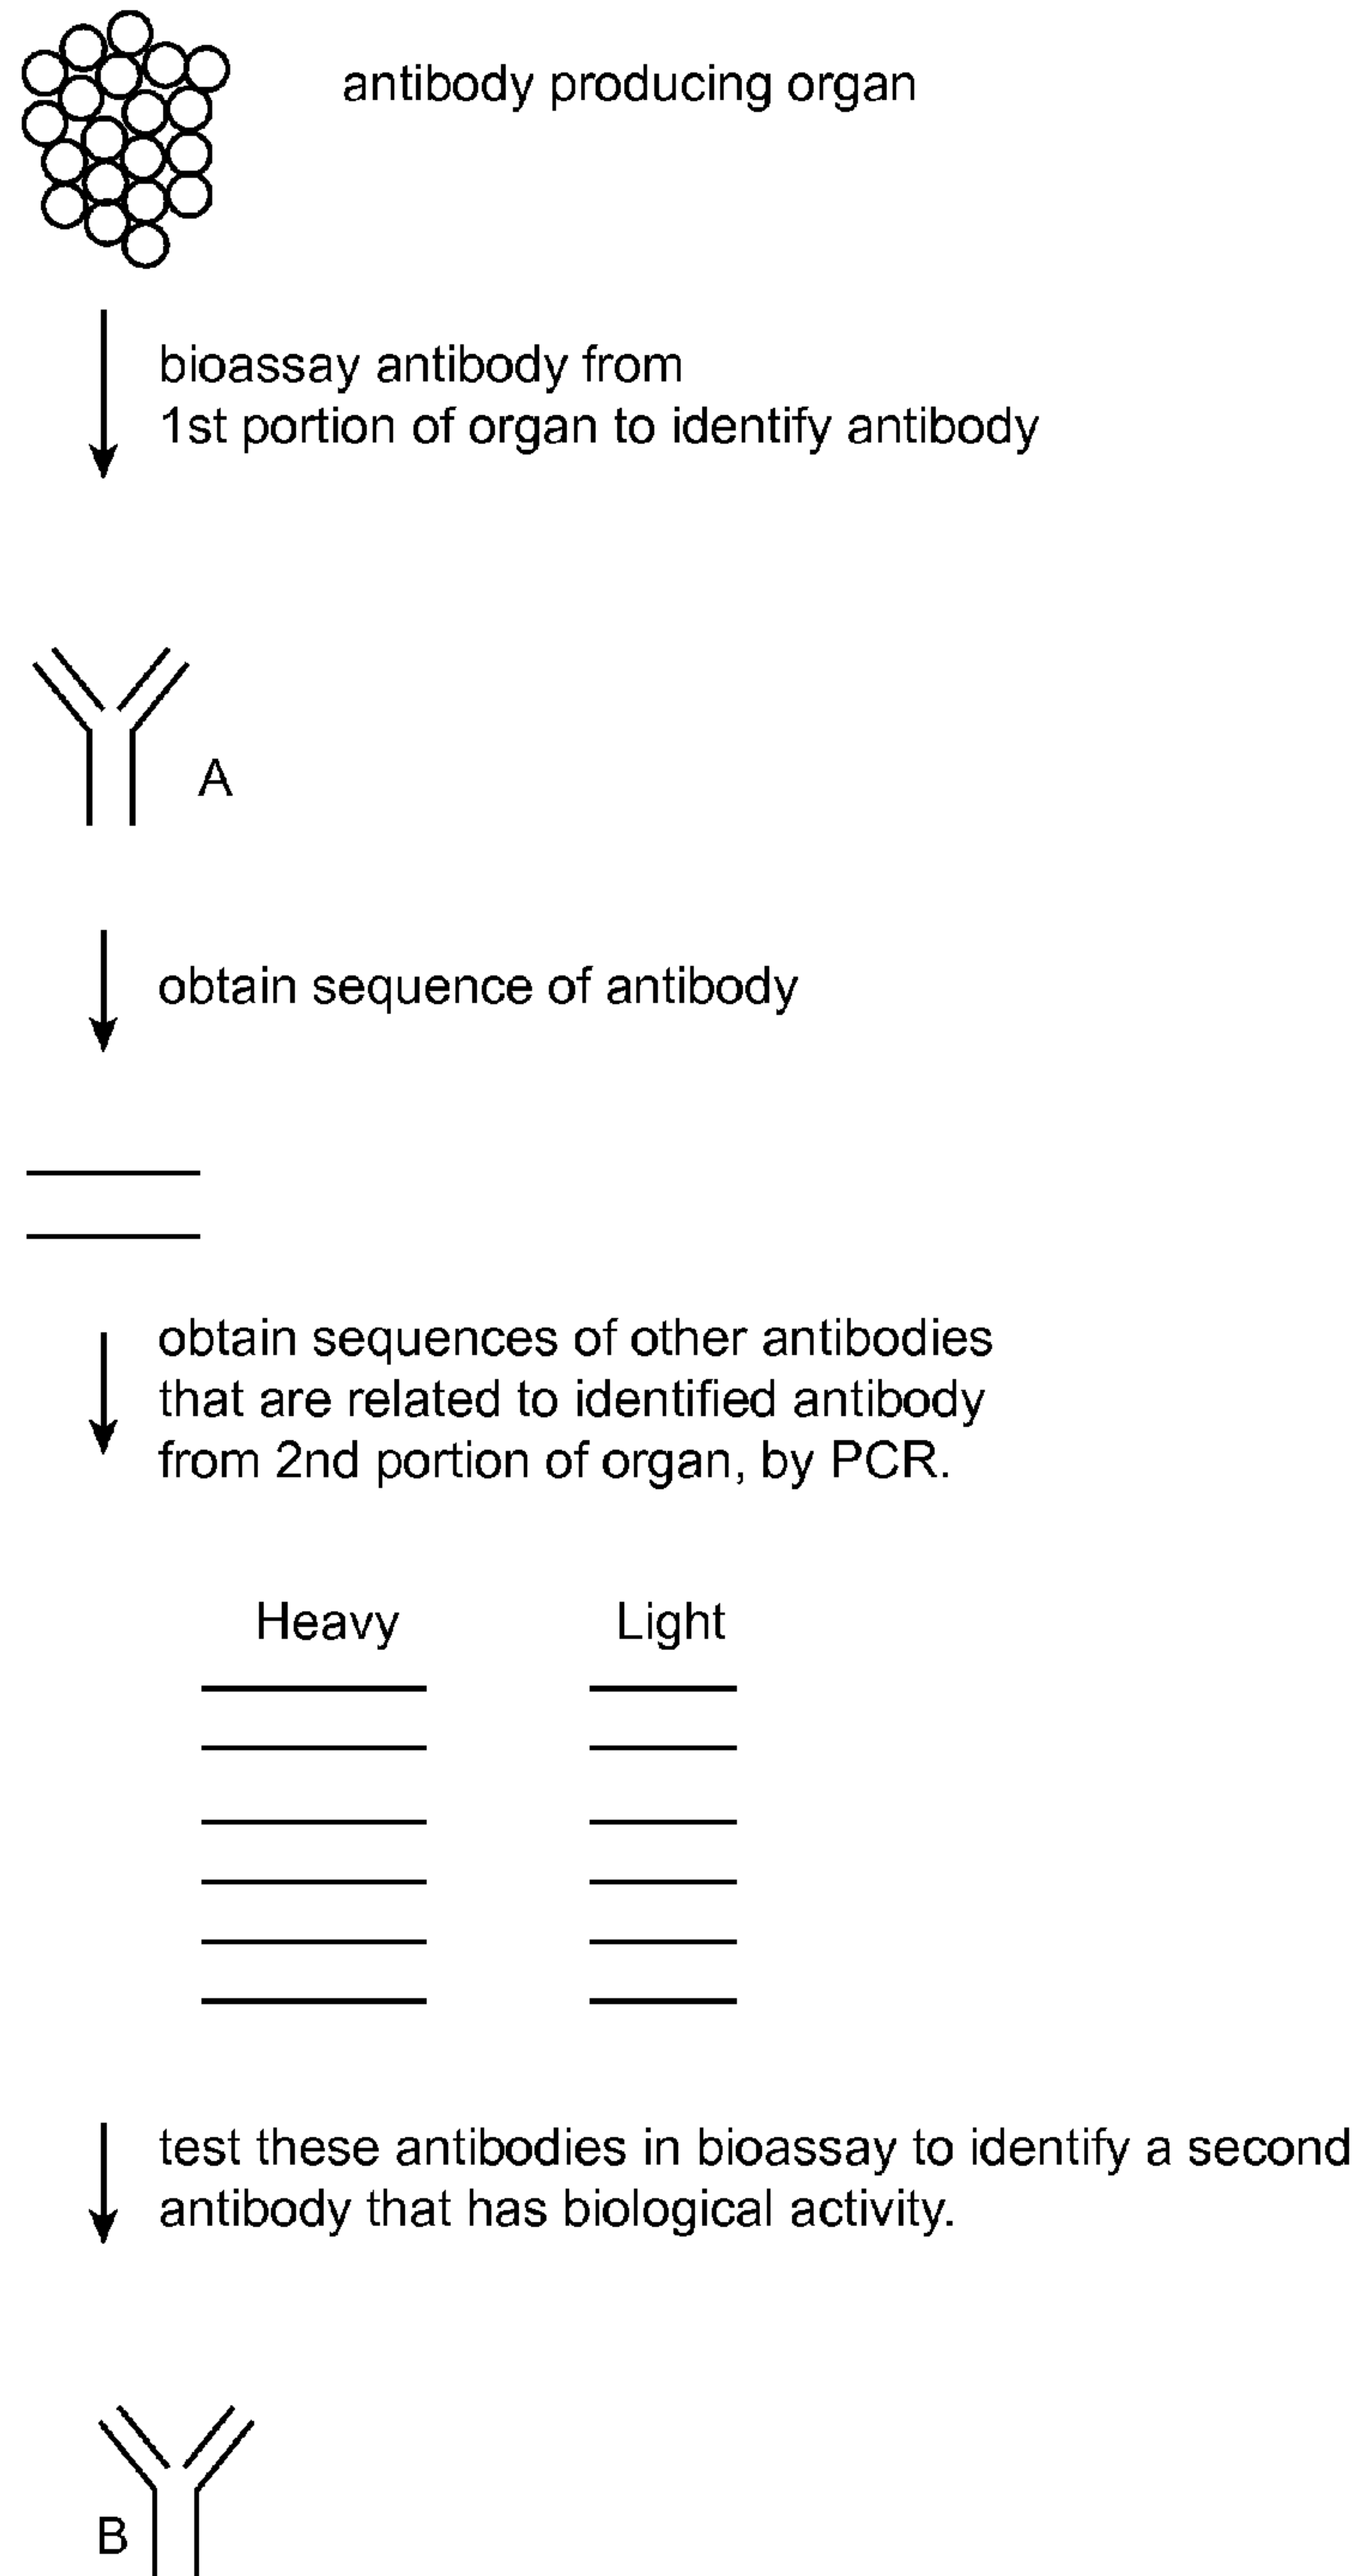 antibody producing organ
bioassay antibody from
1st portion of organ to identify antibody
A
obtain sequence of antibody
obtain sequences of other antibodies
that are related to identified antibody
from 2nd portion of organ, by PCR.
Heavy Light
test these antibodies in bioassay to identify a second
antibody that has biological activity.
B